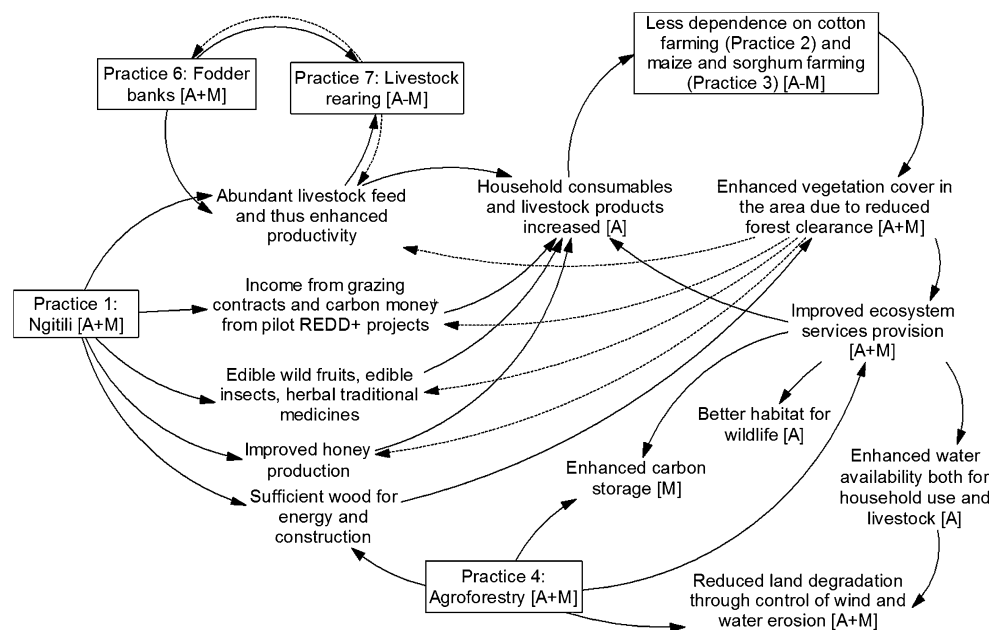 Practice 6: Fodder
banks [A+M]
Practice 7: Livestock
rearing [A-M]
Less dependence on cotton
farming (Practice 2) and
maize and sorghum farming
(Practice 3) [A-M]
Abundant livestock feed
and thus enhanced
productivity
Household consumables
and livestock products
increased [A]
Enhanced vegetation cover in
the area due to reduced
forest clearance [A+M]
Practice 1:
Ngitili [A+M]
Income from grazing
contracts and carbon money
from pilot REDD+ projects
Improved ecosystem
services provision
[A+M]
Edible wild fruits, edible
insects, herbal traditional
medicines
Better habitat for
wildlife [A]
Improved honey
production
Enhanced carbon
storage [M]
Enhanced water
availability both for
household use and
livestock [A]
Sufficient wood for
energy and
construction
Practice 4:
Agroforestry [A+M]
Reduced land degradation
through control of wind and
water erosion [A+M]